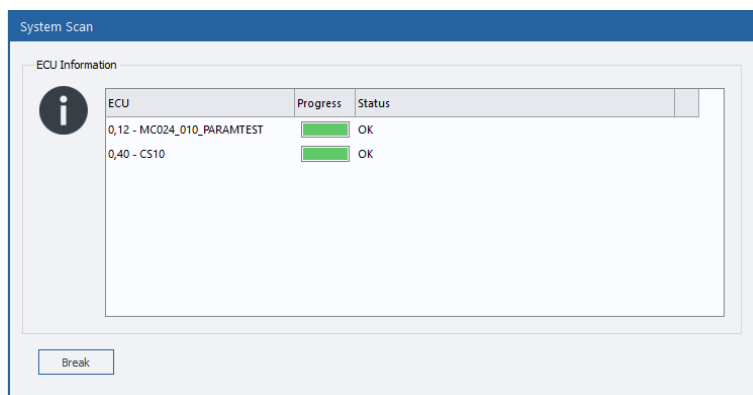 System Scan
ECU Information
ECU Progress Status
0,12 - MC024_010_PARAMTEST OK
0,40 - CS10 OK
Break